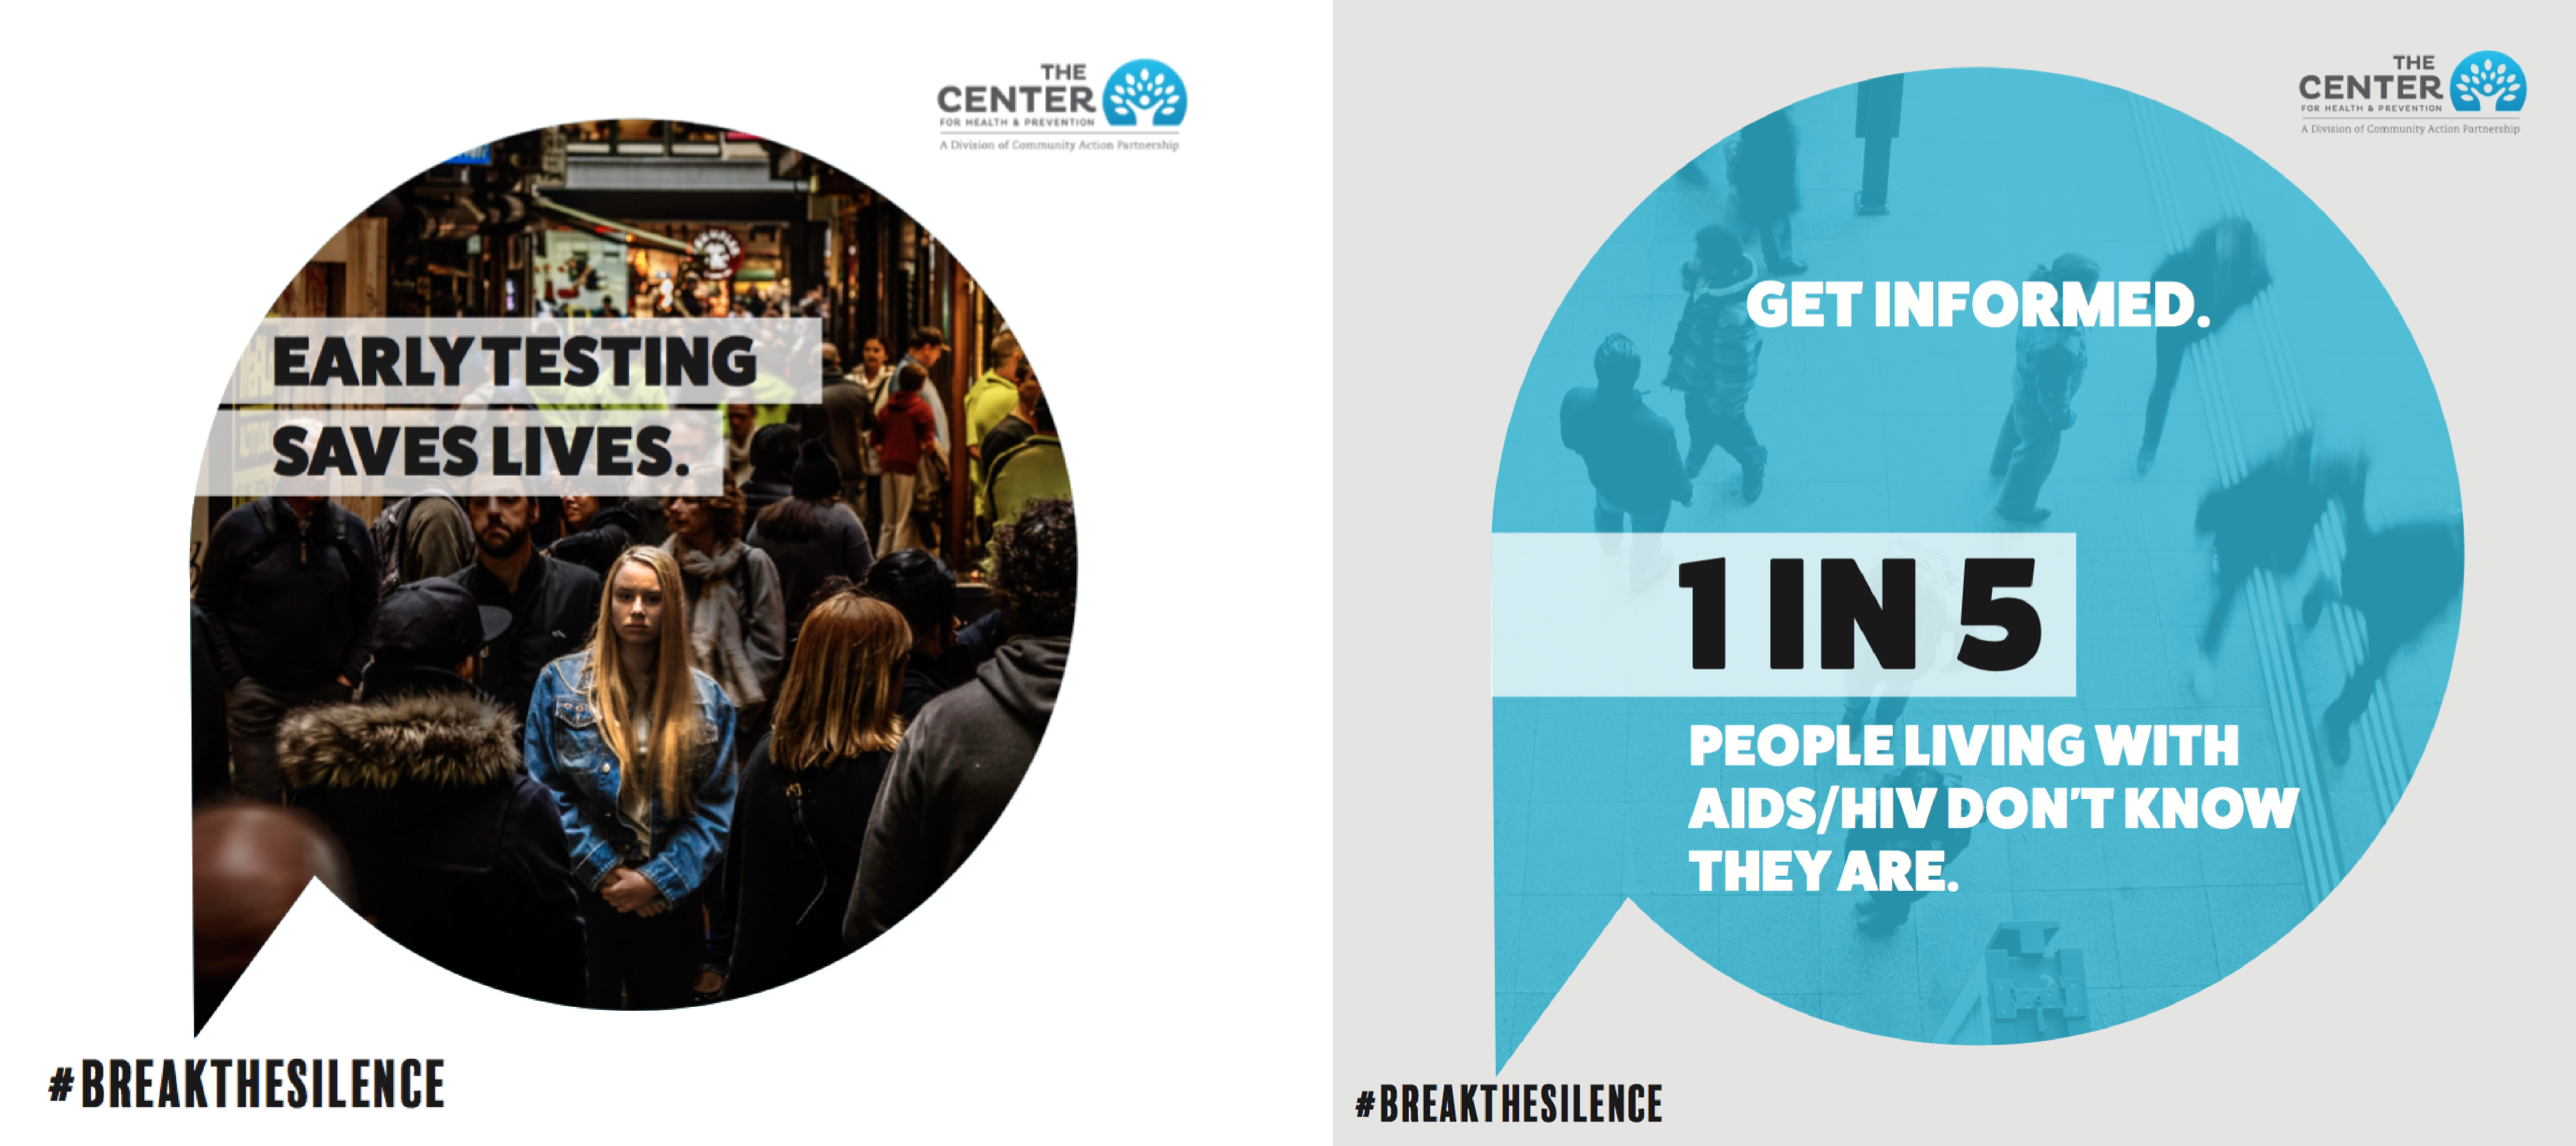 THE
CENTER
FOR HEALTH & PREVENTION
A Division of Community Action Partnership
EARLY TESTING
SAVES LIVES.
#BREAKTHESILENCE
THE
CENTER
FOR HEALTH & PREVENTION
A Division of Community Action Partnership
GET INFORMED.
1 IN 5
PEOPLE LIVING WITH
AIDS/HIV DON'T KNOW
THEY ARE.
#BREAKTHESILENCE